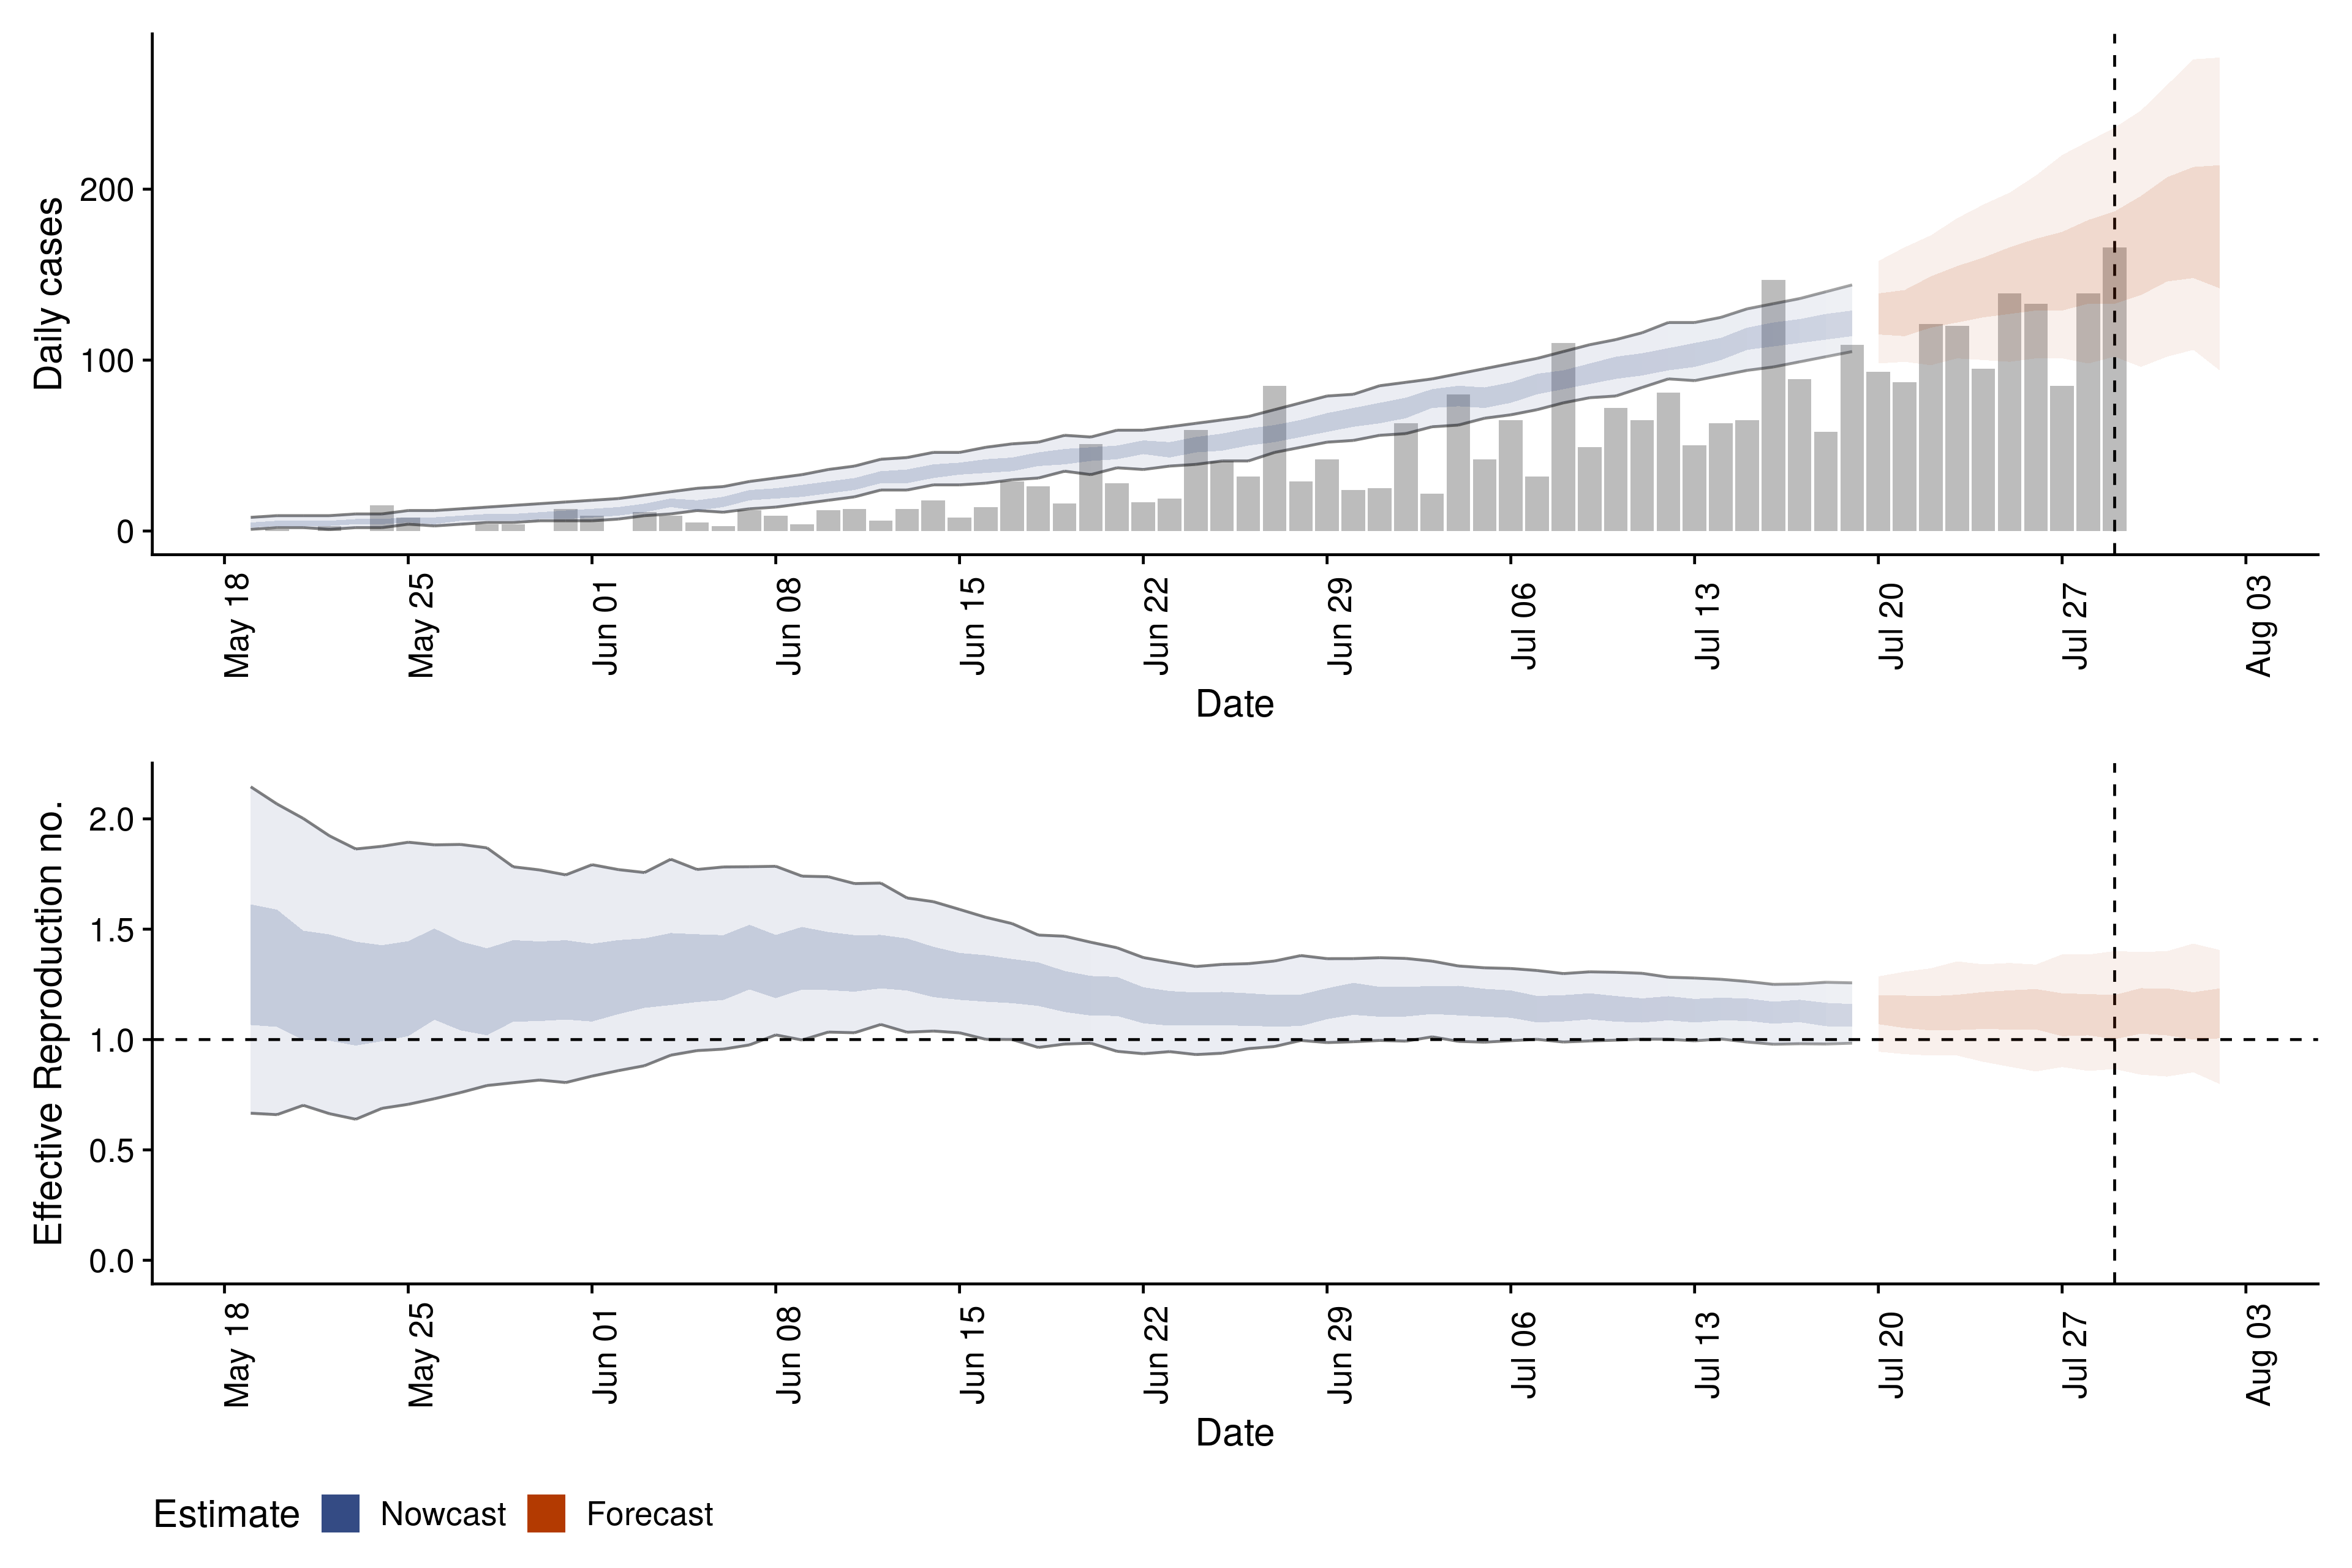 Daily cases
200
100
0
May 18
May 25
Jun 01
Jun 08
Jun 15
Jun 22
Jun 29
Jul 06
Jul 13
Jul 20
Jul 27
Aug 03
Date
Effective Reproduction no.
2.0
1.5
1.0
0.5
0.0
May 18
May 25
Jun 01
Jun 08
Jun 15
Jun 22
Jun 29
Jul 06
Jul 13
Jul 20
Jul 27
Aug 03
Date
Estimate Nowcast Forecast